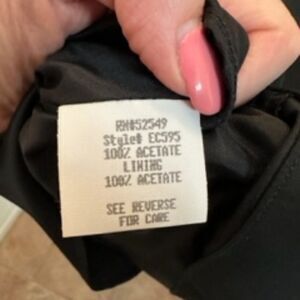 RN#52549
Style# EC595
100% ACETATE
LINING
100% ACETATE
SEE REVERSE
FOR CARE